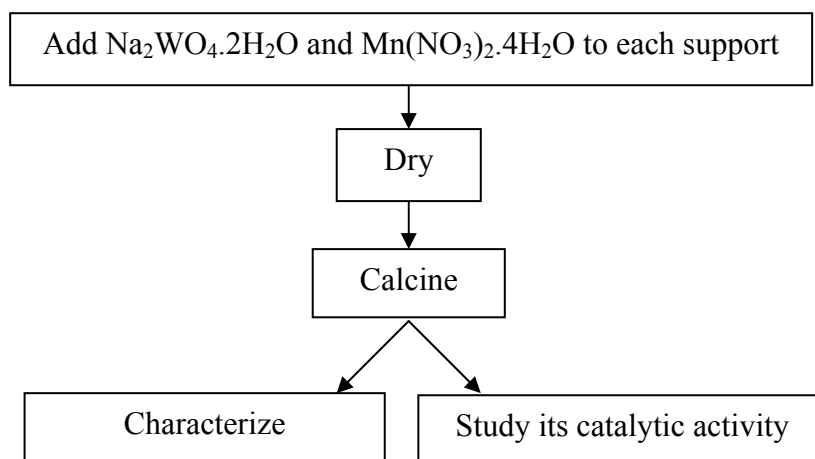 Add Na₂WO₄.2H₂O and Mn(NO₃)₂.4H₂O to each support
Dry
Calcine
Characterize
Study its catalytic activity